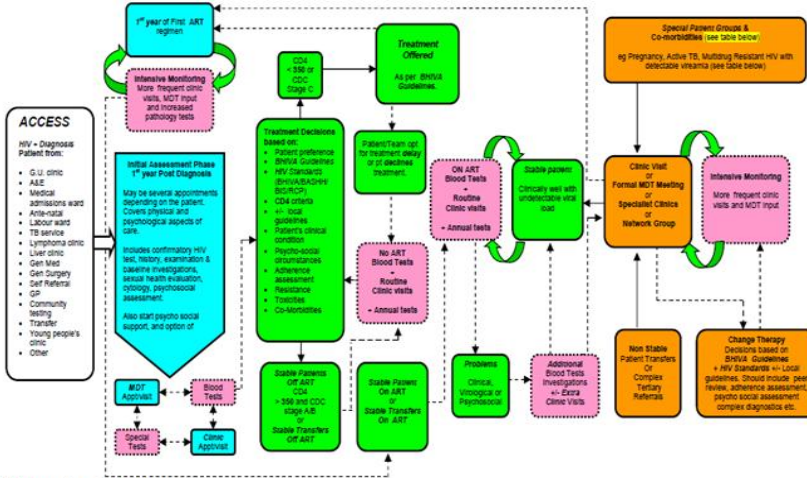 1st year of First ART
regimen
Intensive Monitoring
More frequent clinic
visits, MDT input
and increased
pathology tests
ACCESS
HIV + Diagnosis
Patient from:
• G.U. clinic
• A&E
• Medical
admissions ward
• Ante-natal
• Labour ward
• TB service
• Lymphoma clinic
• Liver clinic
• Gen Med
• Gen Surgery
• Self Referral
• GP
• Community
testing
• Transfer
• Young people's
clinic
• Other
Initial Assessment Phase
1st year Post Diagnosis
May be several appointments
depending on the patient.
Covers physical and
psychological aspects of
care.
Includes confirmatory HIV
test, history, examination &
baseline investigations,
sexual health evaluation,
cytology, psychosocial
assessment.
Also start psycho social
support, and option of
MDT
Appt/visit
Blood
Tests
Special
Tests
Clinic
Appt/visit
CD4
< 350 or
CDC
Stage C
Treatment Decisions
based on:
• Patient preference
• BHIVA Guidelines
• HIV Standards
(BHIVA/BASHH/
BIS/RCP)
• CD4 criteria
• +/- local
guidelines
• Patient's clinical
condition
• Psycho-social
circumstances
• Adherence
assessment
• Resistance
• Toxicities
• Co-Morbidities
Stable Patients
Off ART
CD4
> 350 and CDC
stage A/B
or
Stable Transfers
Off ART
Treatment
Offered
As per BHIVA
Guidelines.
Patient/Team opt
for treatment delay
or pt declines
treatment.
No ART
Blood Tests
+
Routine
Clinic visits
+ Annual tests
Stable Patients
On ART
or
Stable Transfers
On ART
ON ART
Blood Tests
+
Routine
Clinic visits
+ Annual tests
Stable patient
Clinically well with
undetectable viral
load
Problems
Clinical,
Virological or
Psychosocial
Additional
Blood Tests
Investigations
+/- Extra
Clinic Visits
Special Patient Groups &
Co-morbidities (see table below)
eg Pregnancy, Active TB, Multidrug Resistant HIV with
detectable viraemia (see table below)
Clinic Visit
or
Formal MDT Meeting
or
Specialist Clinics
or
Network Group
Intensive Monitoring
More frequent clinic
visits and MDT input
Non Stable
Patient Transfers
Or
Complex
Tertiary
Referrals
Change Therapy
Decisions based on
BHIVA Guidelines
+ HIV Standards +/- Local
guidelines. Should include peer
review, adherence assessment,
psycho social assessment
complex diagnostics etc.